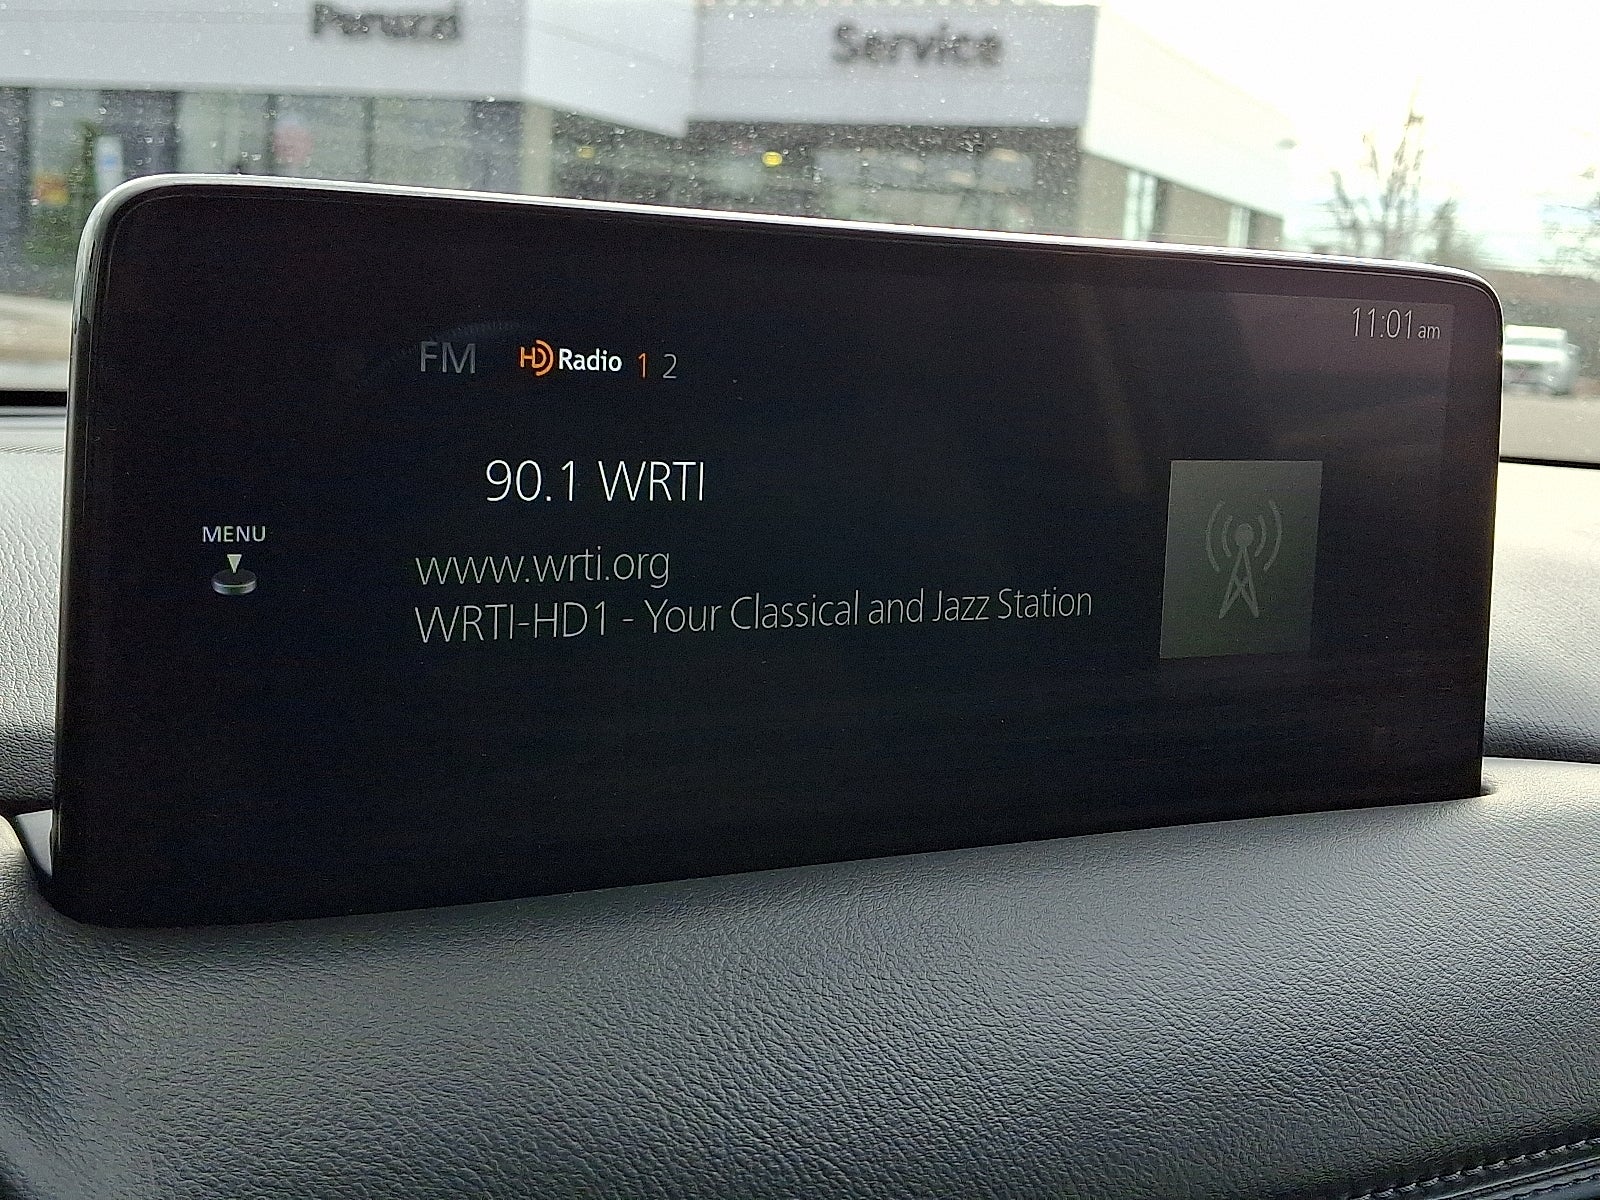 Service
11:01 am
FM HD Radio 1 2
90.1 WRTI
MENU
www.wrti.org
WRTI-HD1 - Your Classical and Jazz Station